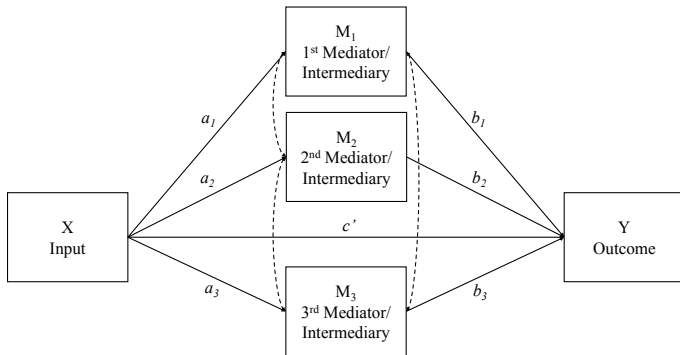 M₁
1st Mediator/
Intermediary
a₁
b₁
M₂
2nd Mediator/
Intermediary
a₂
b₂
X
Input
c’
Y
Outcome
a₃
b₃
M₃
3rd Mediator/
Intermediary